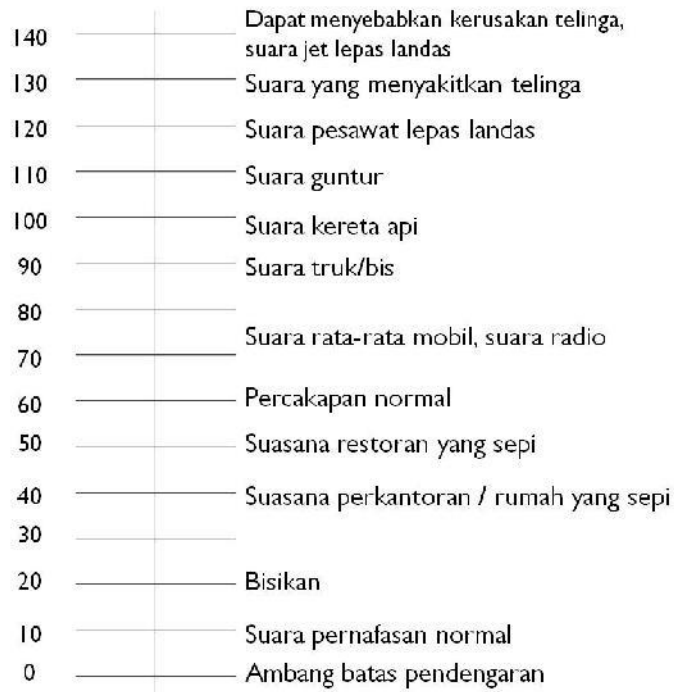 140 Dapat menyebabkan kerusakan telinga,
suara jet lepas landas
130 Suara yang menyakitkan telinga
120 Suara pesawat lepas landas
110 Suara guntur
100 Suara kereta api
90 Suara truk/bis
80
Suara rata-rata mobil, suara radio
70
60 Percakapan normal
50 Suasana restoran yang sepi
40 Suasana perkantoran / rumah yang sepi
30
20 Bisikan
10 Suara pernafasan normal
0 Ambang batas pendengaran